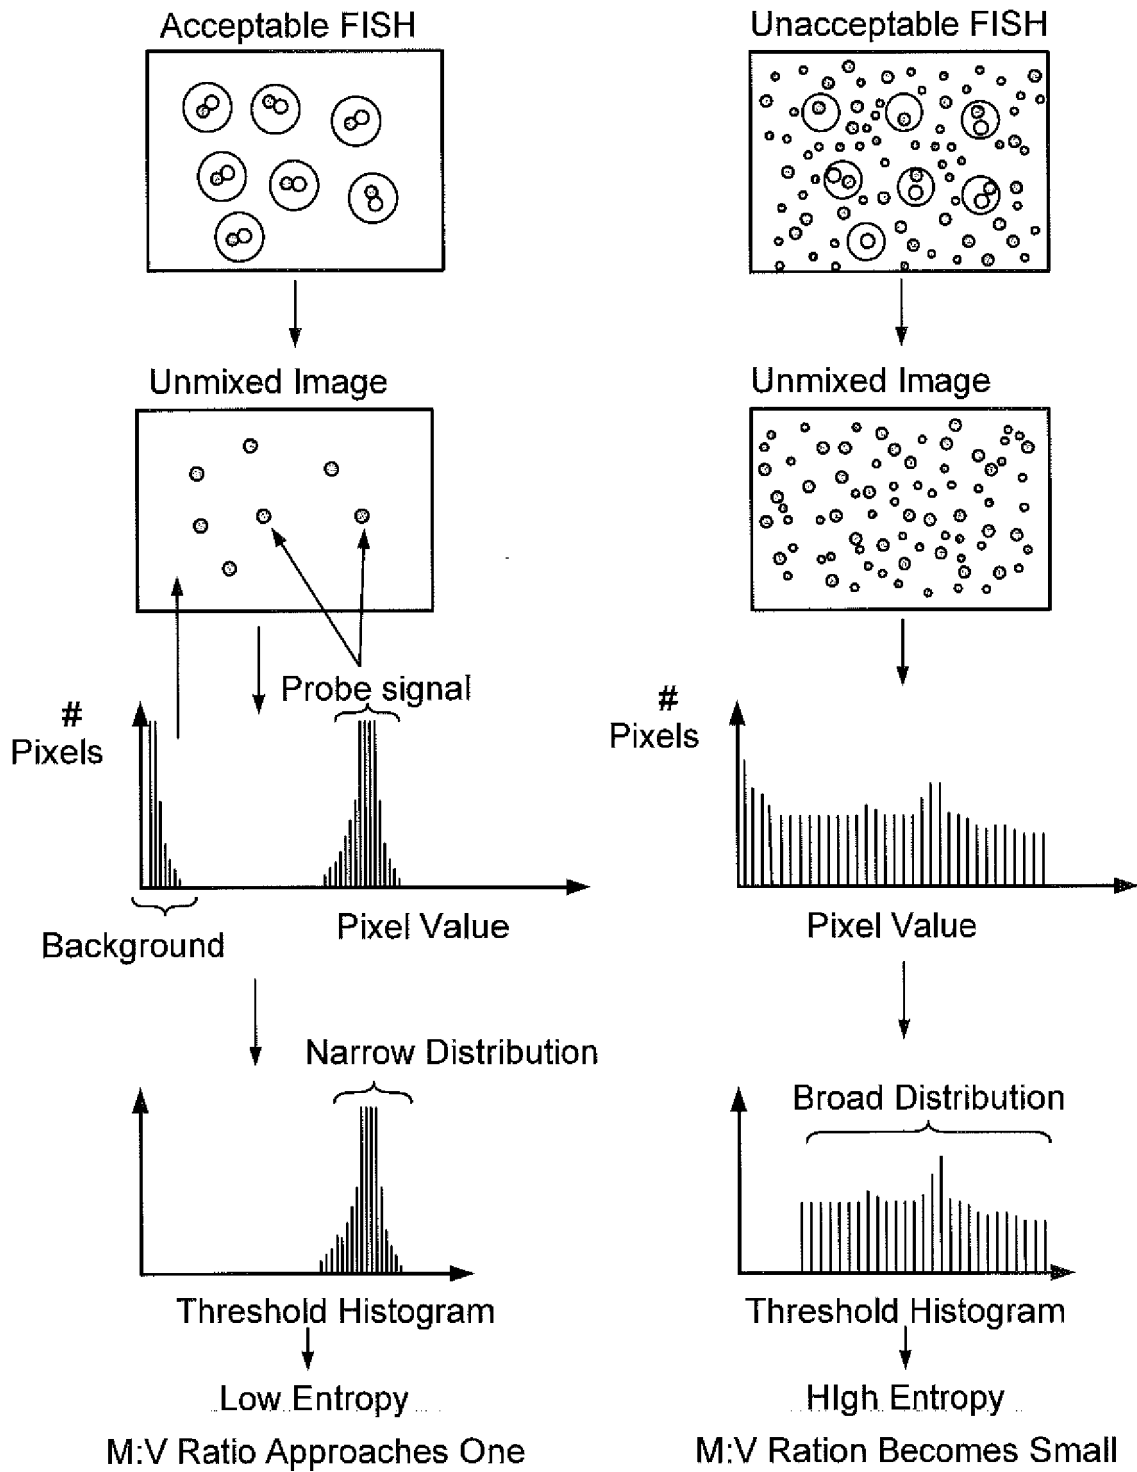 Acceptable FISH
Unmixed Image
Probe signal
#
Pixels
Pixel Value
Background
Narrow Distribution
Threshold Histogram
Low Entropy
M:V Ratio Approaches One
Unacceptable FISH
Unmixed Image
#
Pixels
Pixel Value
Broad Distribution
Threshold Histogram
HIgh Entropy
M:V Ration Becomes Small